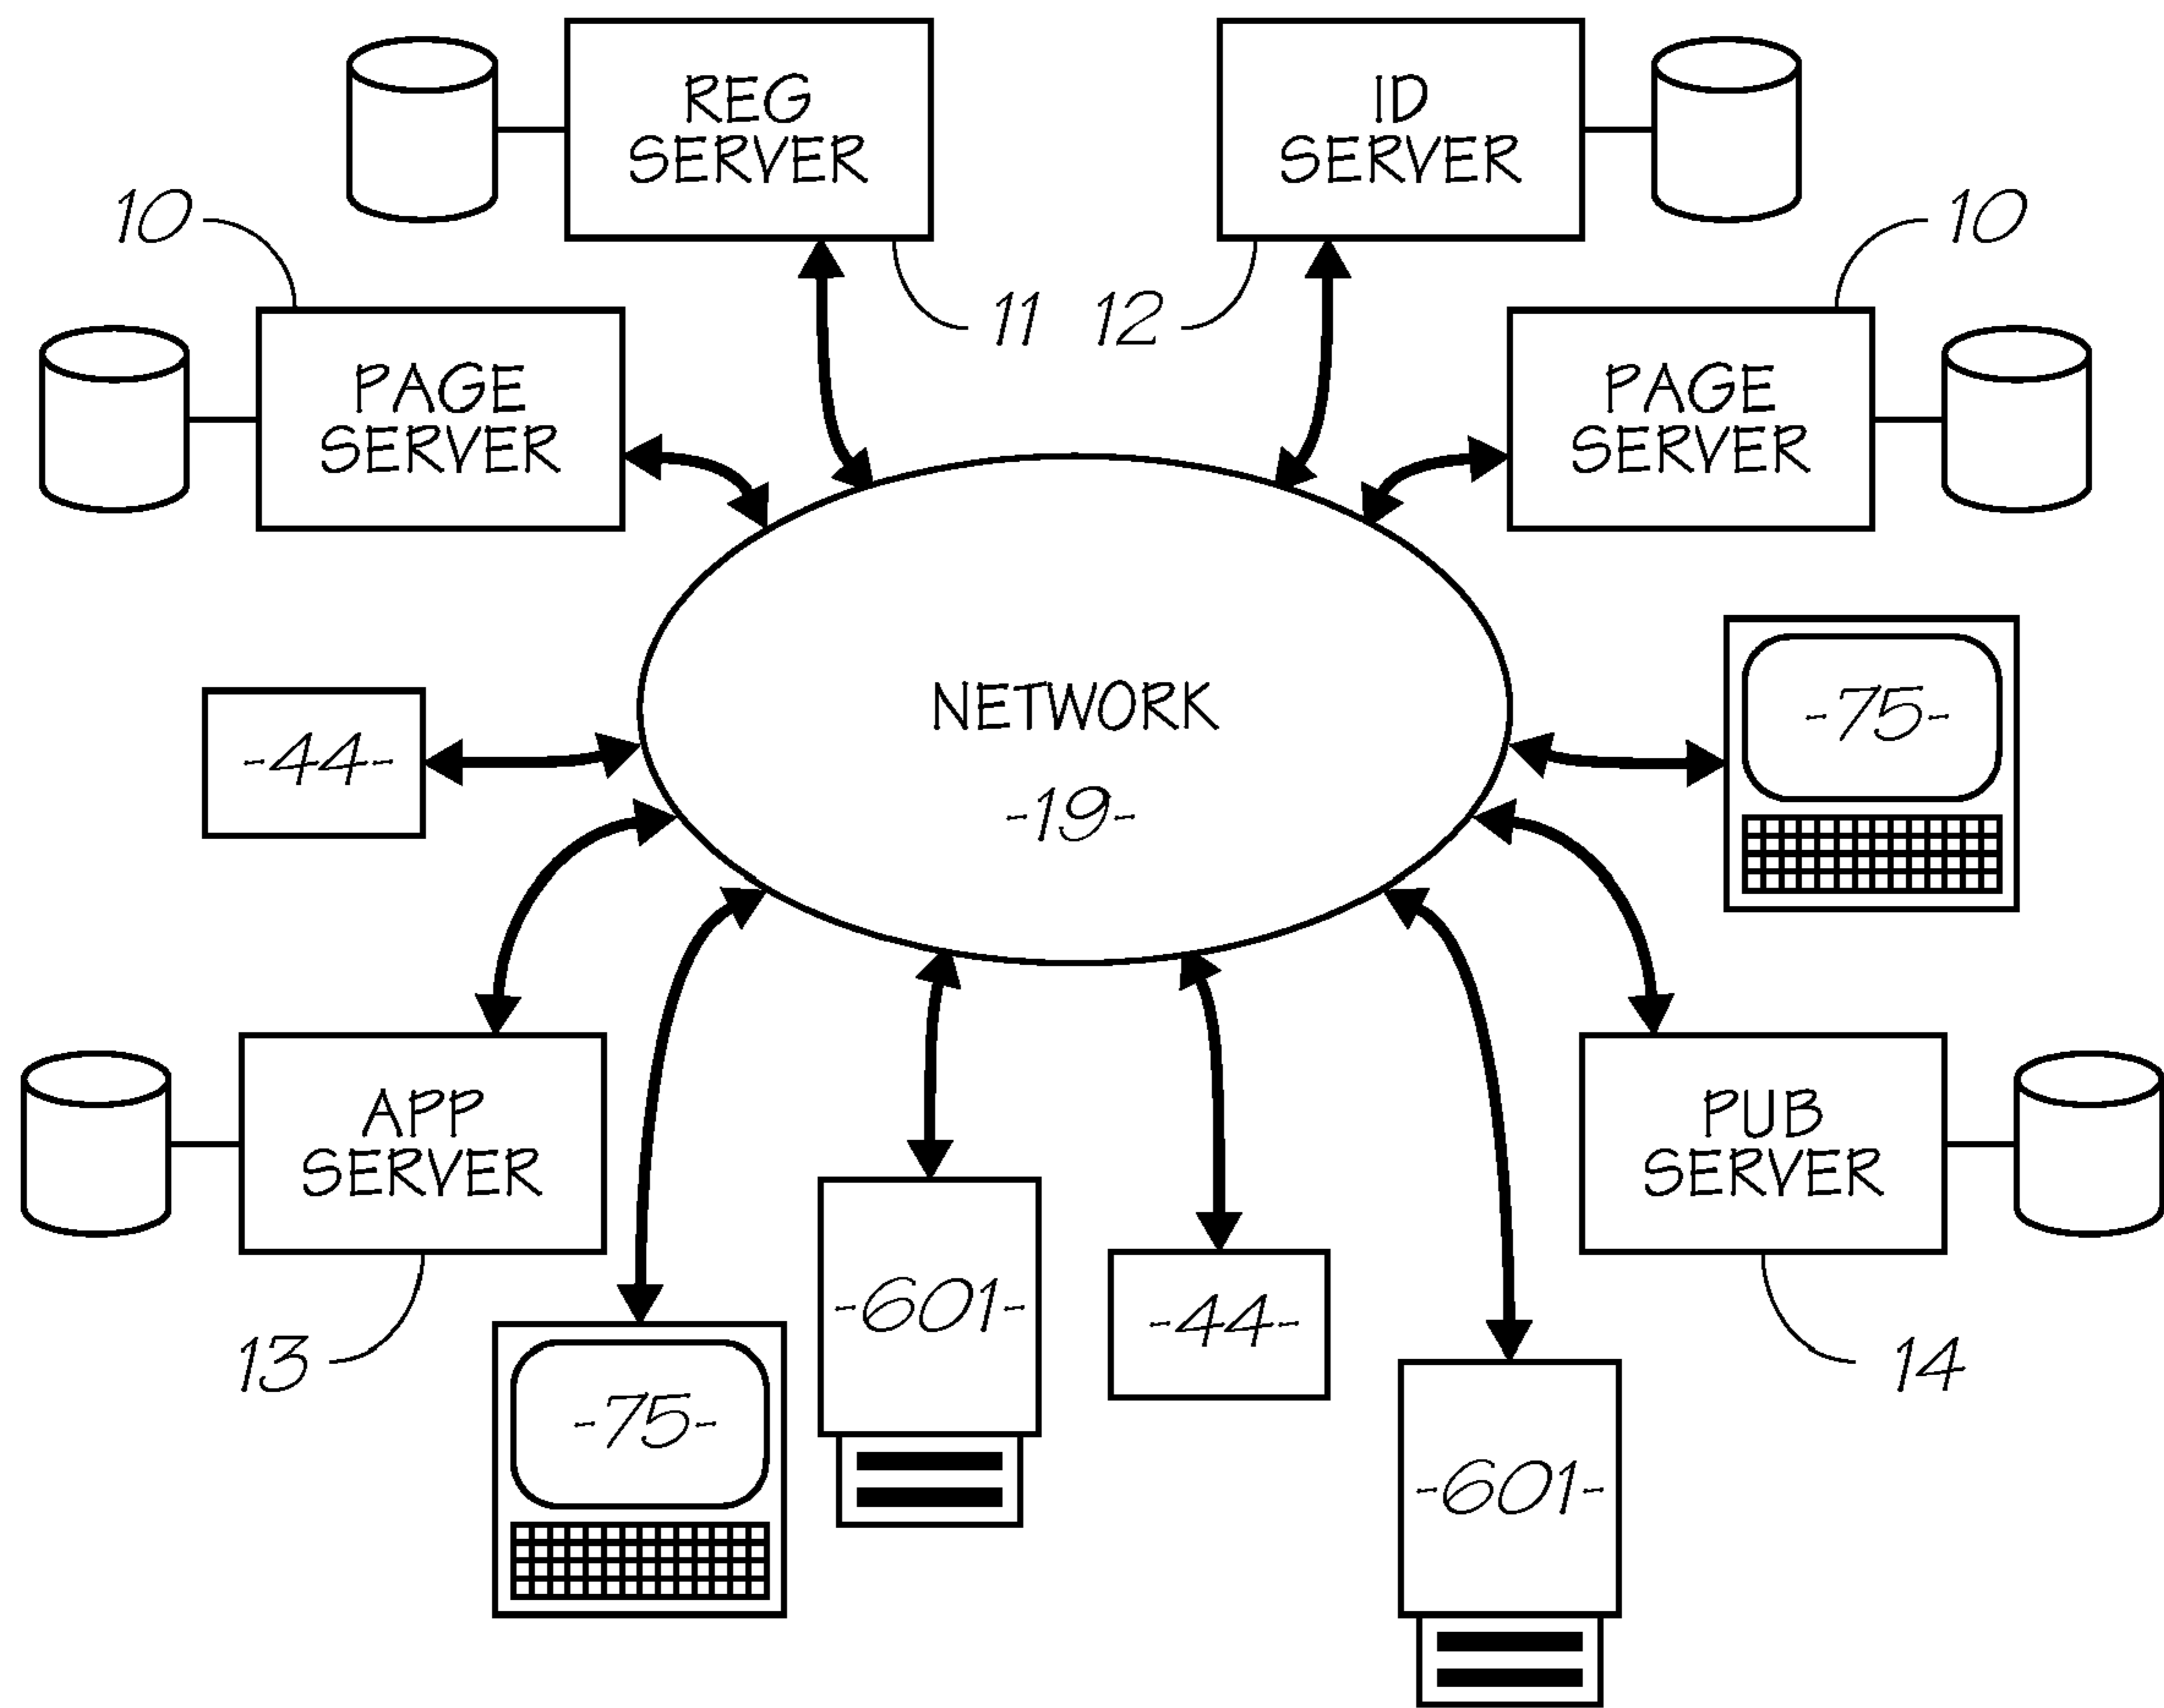 REG
SERVER
ID
SERVER
10
10
11
12
PAGE
SERVER
PAGE
SERVER
NETWORK
-19-
-75-
-44-
APP
SERVER
PUB
SERVER
-601-
-44-
13
14
-75-
-601-